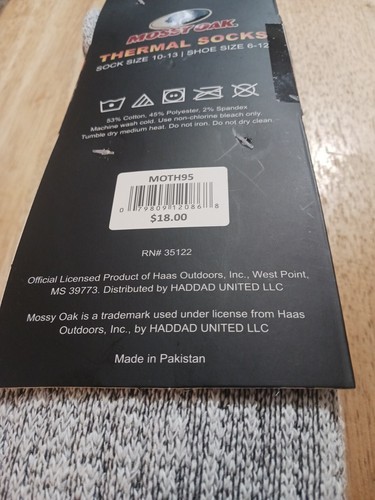 MOSSY OAK
THERMAL SOCKS
SOCK SIZE 10-13 | SHOE SIZE 6-12
53% Cotton, 45% Polyester, 2% Spandex
Machine wash cold. Use non-chlorine bleach only.
Tumble dry medium heat. Do not iron. Do not dry clean.
MOTH95
0 79809 12086 8
$18.00
RN# 35122
Official Licensed Product of Haas Outdoors, Inc., West Point,
MS 39773. Distributed by HADDAD UNITED LLC
Mossy Oak is a trademark used under license from Haas
Outdoors, Inc., by HADDAD UNITED LLC
Made in Pakistan